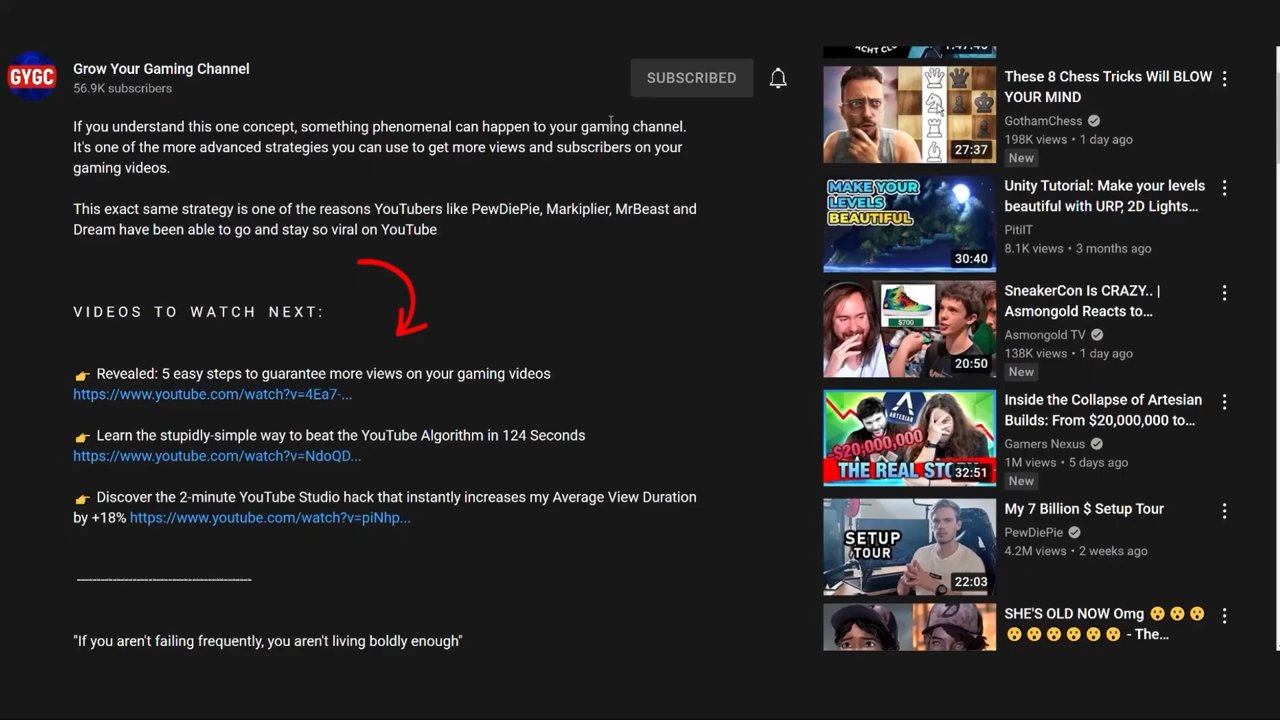 GYGC
Grow Your Gaming Channel
56.9K subscribers
SUBSCRIBED
If you understand this one concept, something phenomenal can happen to your gaming channel.
It's one of the more advanced strategies you can use to get more views and subscribers on your
gaming videos.
This exact same strategy is one of the reasons YouTubers like PewDiePie, Markiplier, MrBeast and
Dream have been able to go and stay so viral on YouTube
VIDEOS TO WATCH NEXT:
👉 Revealed: 5 easy steps to guarantee more views on your gaming videos
https://www.youtube.com/watch?v=4Ea7-...
👉 Learn the stupidly-simple way to beat the YouTube Algorithm in 124 Seconds
https://www.youtube.com/watch?v=NdoQD...
👉 Discover the 2-minute YouTube Studio hack that instantly increases my Average View Duration
by +18% https://www.youtube.com/watch?v=piNhp...
"If you aren't failing frequently, you aren't living boldly enough"
YACHT CLUB
1:47:48
27:37
These 8 Chess Tricks Will BLOW
YOUR MIND
GothamChess
198K views • 1 day ago
New
MAKE YOUR
LEVELS
BEAUTIFUL
30:40
Unity Tutorial: Make your levels
beautiful with URP, 2D Lights...
PitiIT
8.1K views • 3 months ago
$700
20:50
SneakerCon Is CRAZY.. |
Asmongold Reacts to...
Asmongold TV
138K views • 1 day ago
New
ARTESIAN
-$20,000,000
THE REAL STORY
32:51
Inside the Collapse of Artesian
Builds: From $20,000,000 to...
Gamers Nexus
1M views • 5 days ago
New
SETUP
TOUR
22:03
My 7 Billion $ Setup Tour
PewDiePie
4.2M views • 2 weeks ago
SHE'S OLD NOW Omg 😮😮😮
😮😮😮😮😮😮 - The...